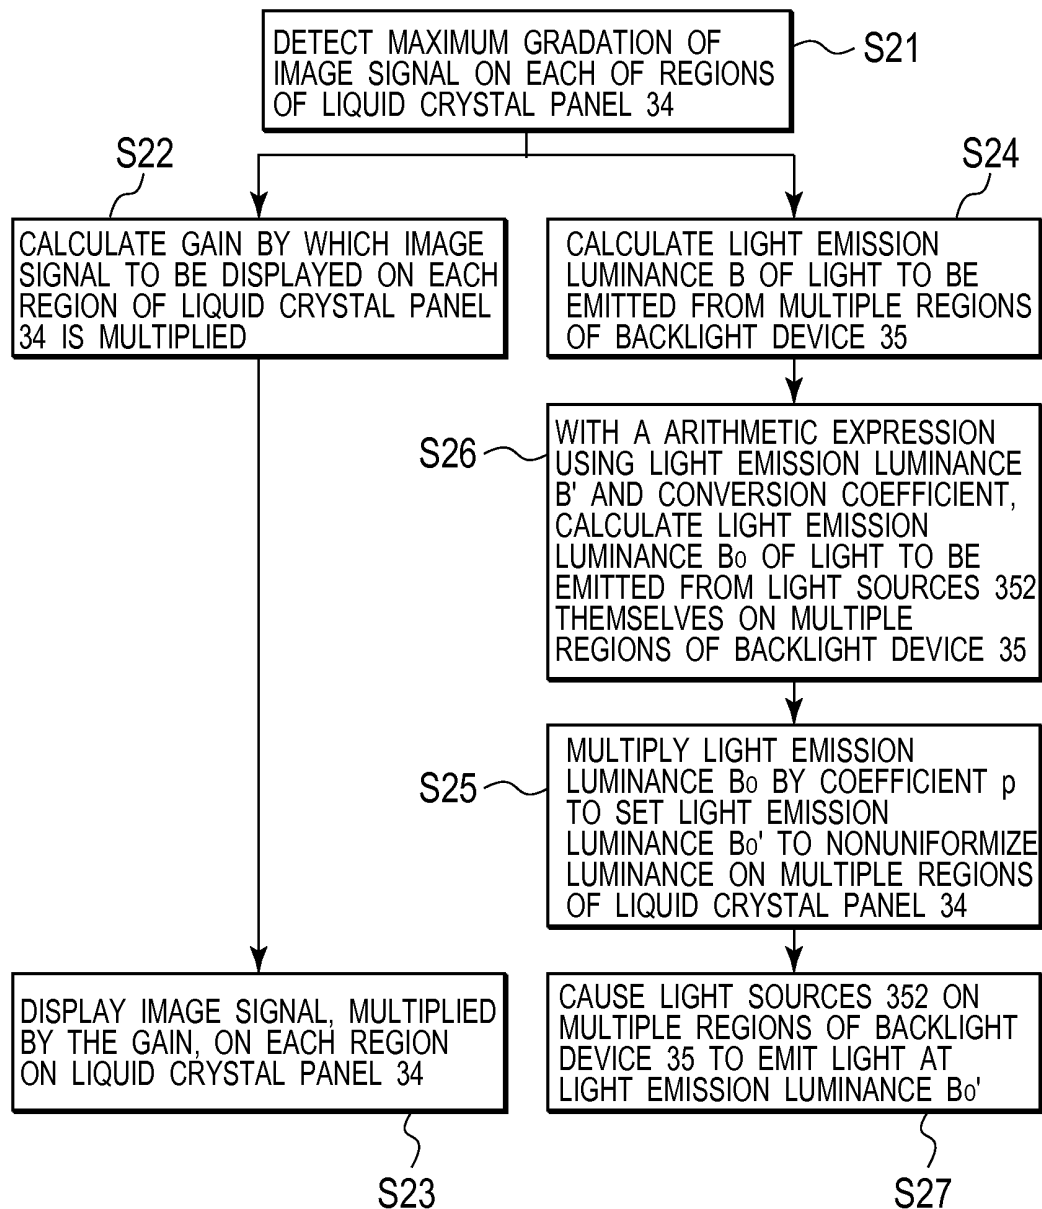 DETECT MAXIMUM GRADATION OF
IMAGE SIGNAL ON EACH OF REGIONS
OF LIQUID CRYSTAL PANEL 34
S21
S22
CALCULATE GAIN BY WHICH IMAGE
SIGNAL TO BE DISPLAYED ON EACH
REGION OF LIQUID CRYSTAL PANEL
34 IS MULTIPLIED
S24
CALCULATE LIGHT EMISSION
LUMINANCE B OF LIGHT TO BE
EMITTED FROM MULTIPLE REGIONS
OF BACKLIGHT DEVICE 35
S26
WITH A ARITHMETIC EXPRESSION
USING LIGHT EMISSION LUMINANCE
B' AND CONVERSION COEFFICIENT,
CALCULATE LIGHT EMISSION
LUMINANCE Bo OF LIGHT TO BE
EMITTED FROM LIGHT SOURCES 352
THEMSELVES ON MULTIPLE
REGIONS OF BACKLIGHT DEVICE 35
S25
MULTIPLY LIGHT EMISSION
LUMINANCE Bo BY COEFFICIENT p
TO SET LIGHT EMISSION
LUMINANCE Bo' TO NONUNIFORMIZE
LUMINANCE ON MULTIPLE REGIONS
OF LIQUID CRYSTAL PANEL 34
DISPLAY IMAGE SIGNAL, MULTIPLIED
BY THE GAIN, ON EACH REGION
ON LIQUID CRYSTAL PANEL 34
S23
CAUSE LIGHT SOURCES 352 ON
MULTIPLE REGIONS OF BACKLIGHT
DEVICE 35 TO EMIT LIGHT AT
LIGHT EMISSION LUMINANCE Bo'
S27